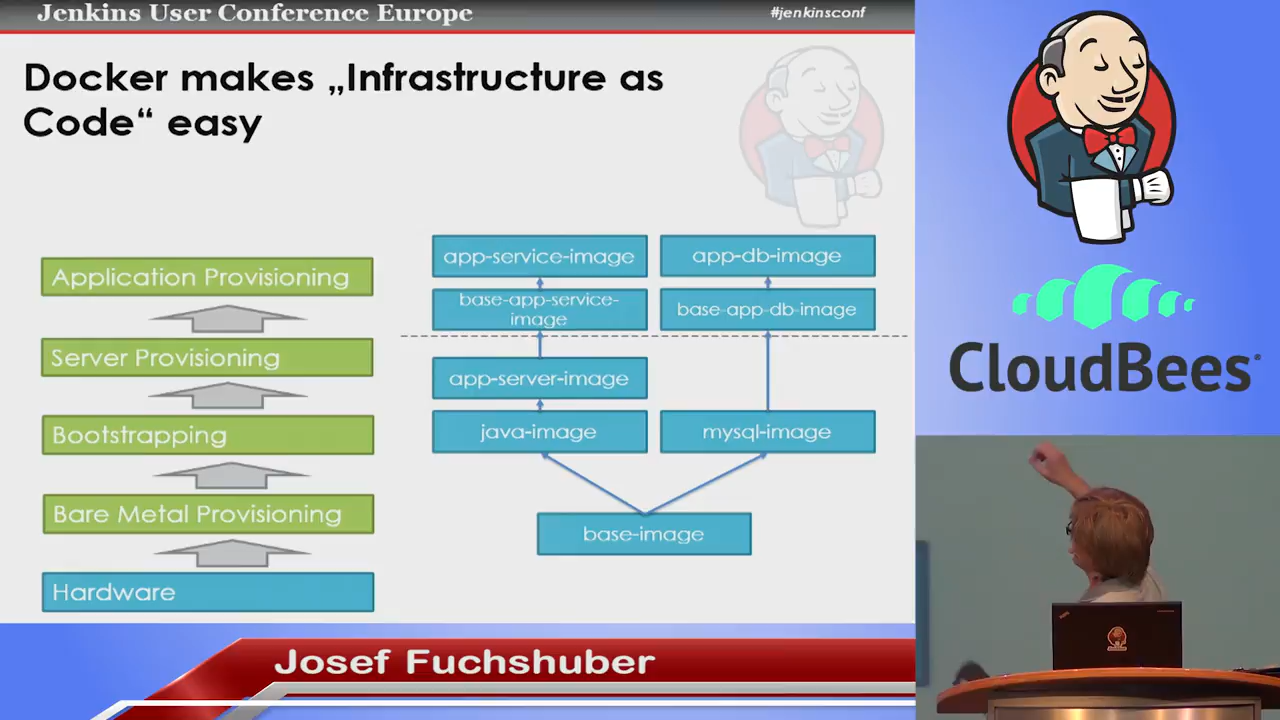 Jenkins User Conference Europe
#jenkinsconf
Docker makes „Infrastructure as
Code“ easy
Application Provisioning
Server Provisioning
Bootstrapping
Bare Metal Provisioning
Hardware
app-service-image
app-db-image
base-app-service-
image
base-app-db-image
app-server-image
java-image
mysql-image
base-image
CloudBees
Josef Fuchshuber